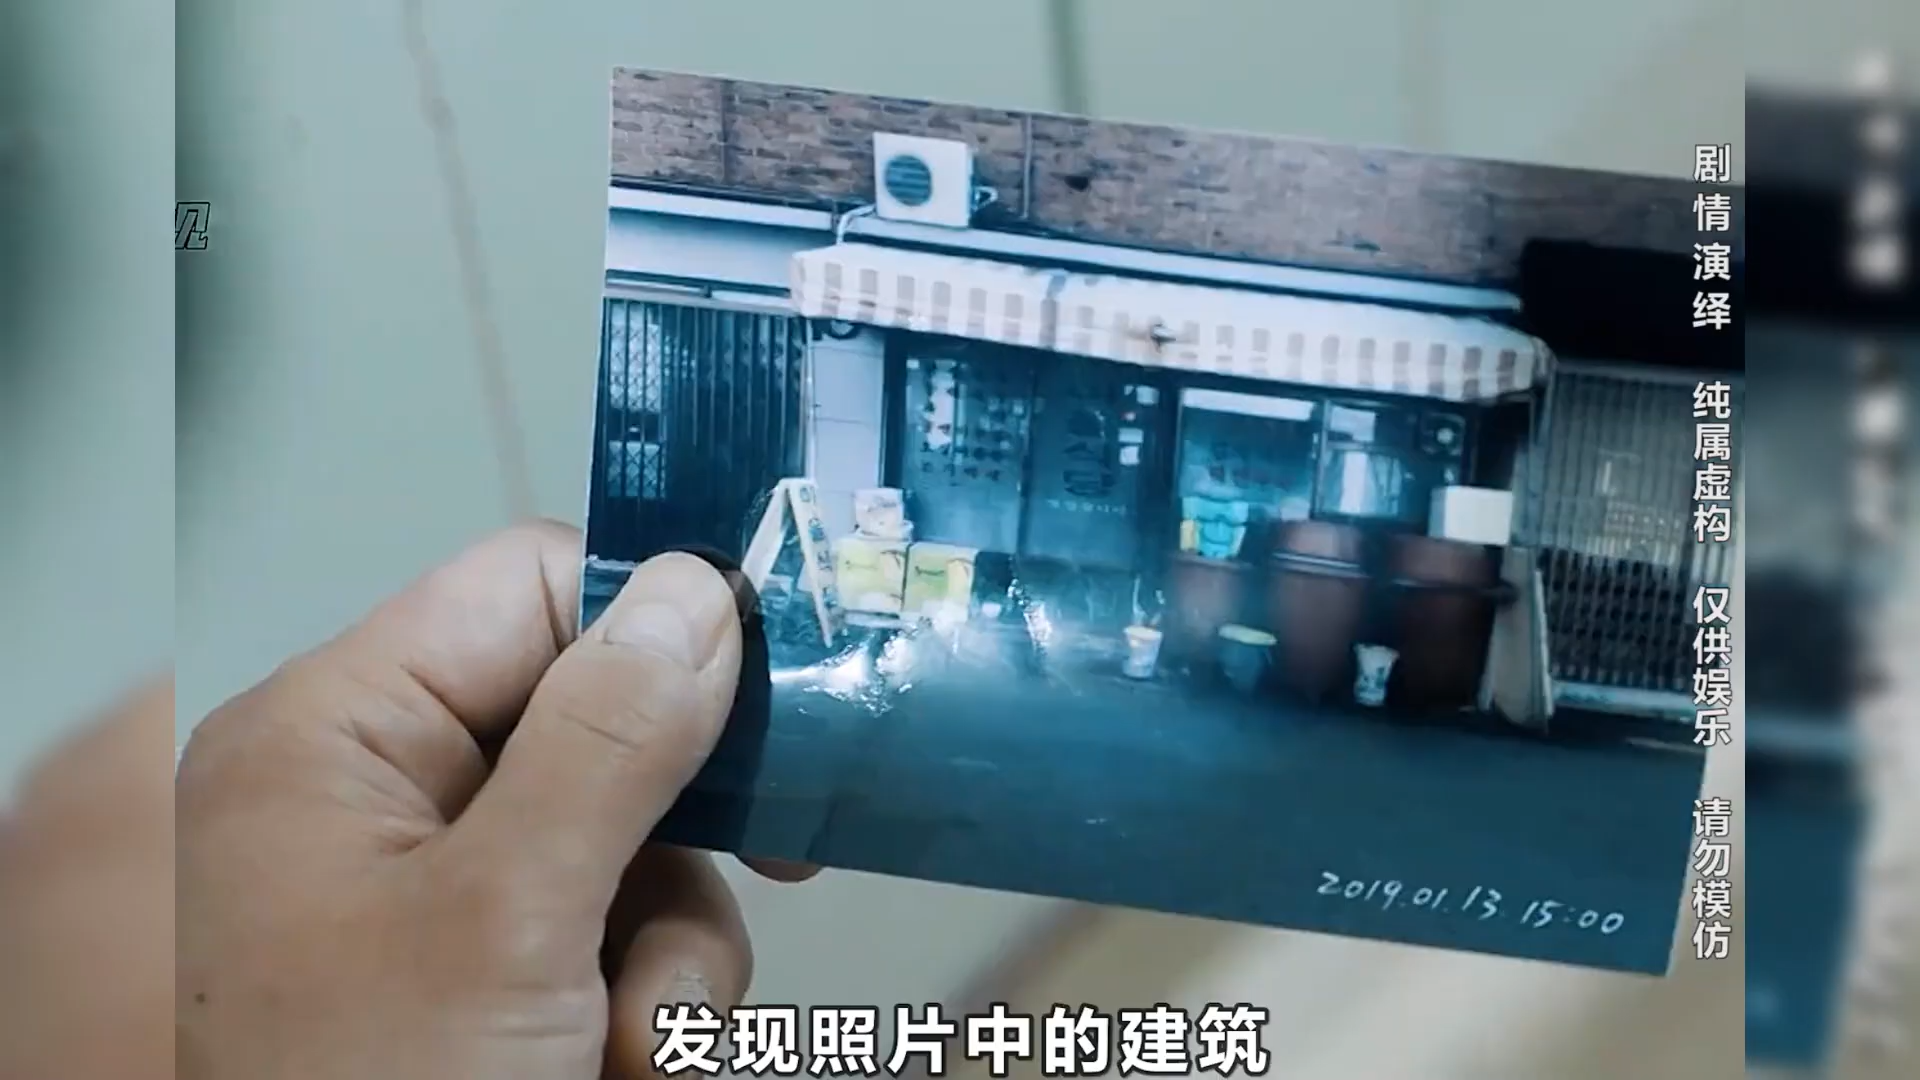 剧情演绎 纯属虚构 仅供娱乐 请勿模仿
2019.01.13 15:00
发现照片中的建筑